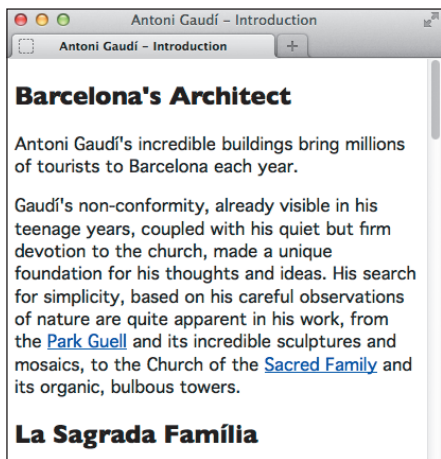 Antoni Gaudí – Introduction
Antoni Gaudí – Introduction
Barcelona's Architect
Antoni Gaudí's incredible buildings bring millions
of tourists to Barcelona each year.
Gaudí's non-conformity, already visible in his
teenage years, coupled with his quiet but firm
devotion to the church, made a unique
foundation for his thoughts and ideas. His search
for simplicity, based on his careful observations
of nature are quite apparent in his work, from
the Park Guell and its incredible sculptures and
mosaics, to the Church of the Sacred Family and
its organic, bulbous towers.
La Sagrada Família